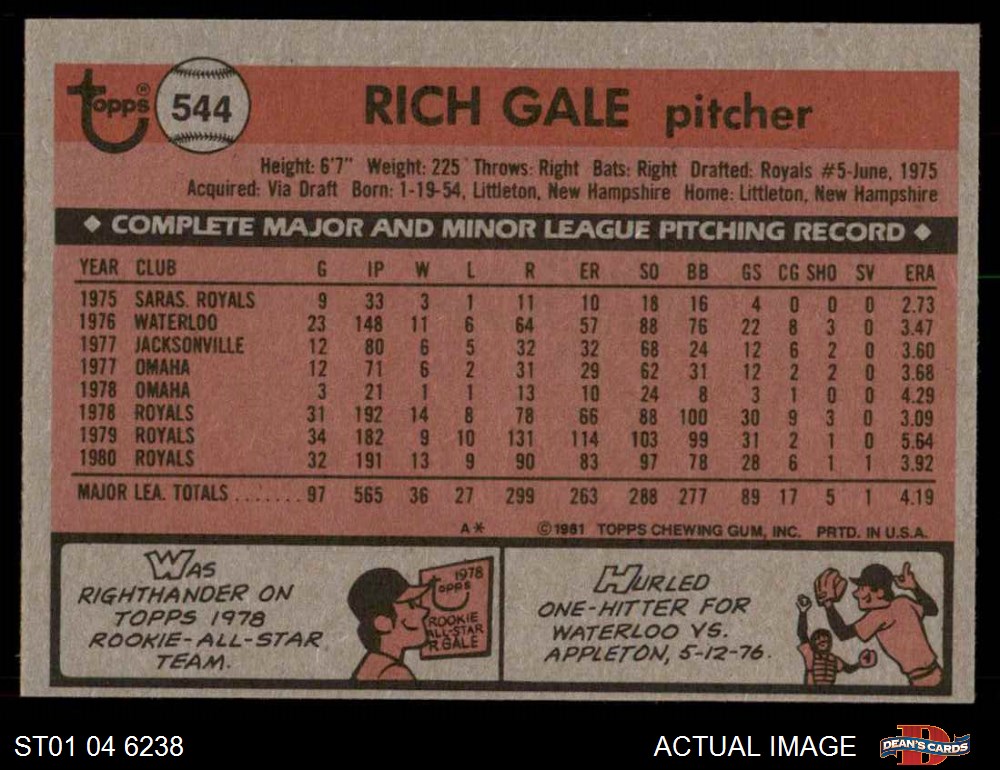 Topps® 544 RICH GALE pitcher
Height: 6'7" Weight: 225 Throws: Right Bats: Right Drafted: Royals #5-June, 1975
Acquired: Via Draft Born: 1-19-54, Littleton, New Hampshire Home: Littleton, New Hampshire
◆ COMPLETE MAJOR AND MINOR LEAGUE PITCHING RECORD ◆
YEAR CLUB G IP W L R ER SO BB GS CG SHO SV ERA
1975 SARAS. ROYALS 9 33 3 1 11 10 18 16 4 0 0 0 2.73
1976 WATERLOO 23 148 11 6 64 57 88 76 22 8 3 0 3.47
1977 JACKSONVILLE 12 80 6 5 32 32 68 24 12 6 2 0 3.60
1977 OMAHA 12 71 6 2 31 29 62 31 12 2 2 0 3.68
1978 OMAHA 3 21 1 1 13 10 24 8 3 1 0 0 4.29
1978 ROYALS 31 192 14 8 78 66 88 100 30 9 3 0 3.09
1979 ROYALS 34 182 9 10 131 114 103 99 31 2 1 0 5.64
1980 ROYALS 32 191 13 9 90 83 97 78 28 6 1 1 3.92
MAJOR LEA. TOTALS ....... 97 565 36 27 299 263 288 277 89 17 5 1 4.19
A* ©1981 TOPPS CHEWING GUM, INC. PRTD. IN U.S.A.
WAS
RIGHTHANDER ON
TOPPS 1978
ROOKIE-ALL-STAR
TEAM.
1978
Topps
ROOKIE
ALL-STAR
R. GALE
HURLED
ONE-HITTER FOR
WATERLOO VS.
APPLETON, 5-12-76.
ST01 04 6238 ACTUAL IMAGE D DEAN'S CARDS